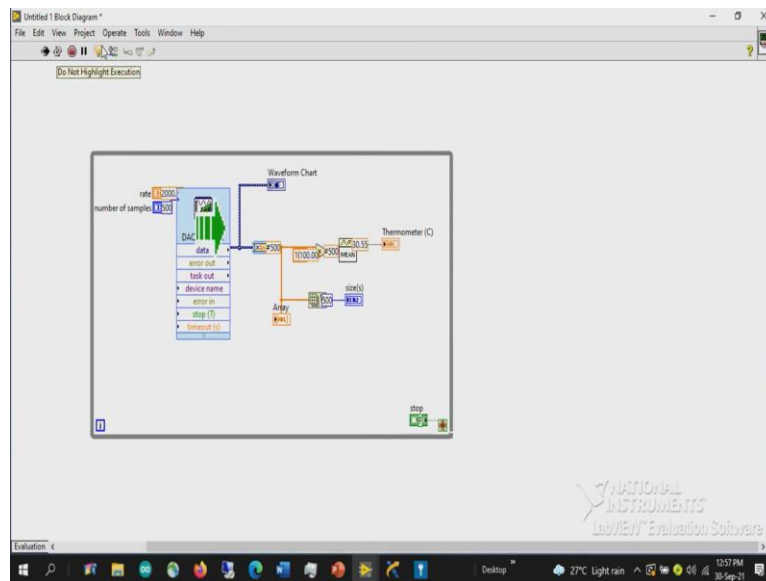 Untitled 1 Block Diagram *
File Edit View Project Operate Tools Window Help
Do Not Highlight Execution
Waveform Chart
rate 2000.
number of samples 500
DAC
data
error out
task out
device name
error in
stop (T)
timeout (s)
#500
1(100.00
#500
30.55
MEAN
Thermometer (C)
Array
size(s)
500
stop
i
NATIONAL
INSTRUMENTS
LabVIEW™ Evaluation Software
Evaluation
Desktop
27°C Light rain
12:57 PM
30-Sep-21